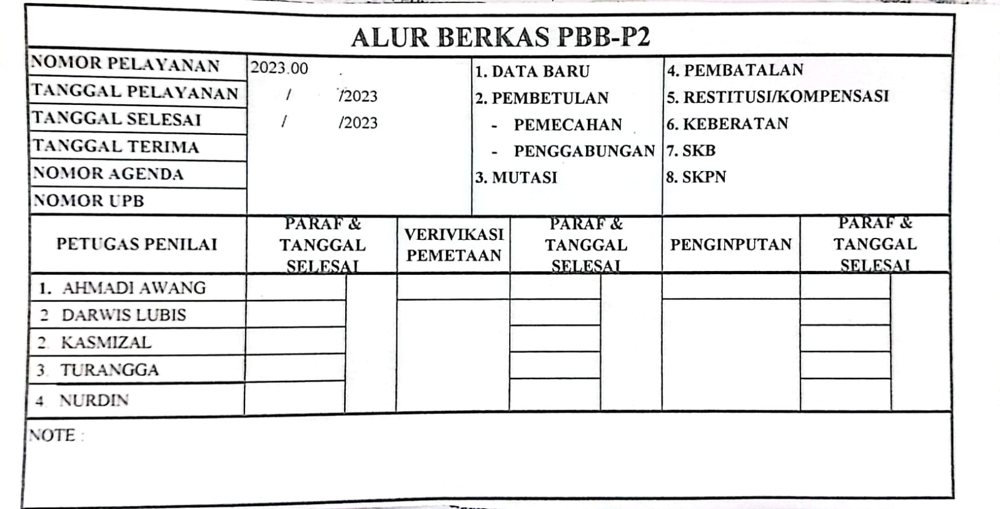 ALUR BERKAS PBB-P2
NOMOR PELAYANAN 2023.00
TANGGAL PELAYANAN / /2023
TANGGAL SELESAI / /2023
TANGGAL TERIMA
NOMOR AGENDA
NOMOR UPB
1. DATA BARU
2. PEMBETULAN
- PEMECAHAN
- PENGGABUNGAN
3. MUTASI
4. PEMBATALAN
5. RESTITUSI/KOMPENSASI
6. KEBERATAN
7. SKB
8. SKPN
PETUGAS PENILAI
PARAF &
TANGGAL
SELESAI
VERIVIKASI
PEMETAAN
PARAF &
TANGGAL
SELESAI
PENGINPUTAN
PARAF &
TANGGAL
SELESAI
1. AHMADI AWANG
2 DARWIS LUBIS
2. KASMIZAL
3. TURANGGA
4 NURDIN
NOTE :